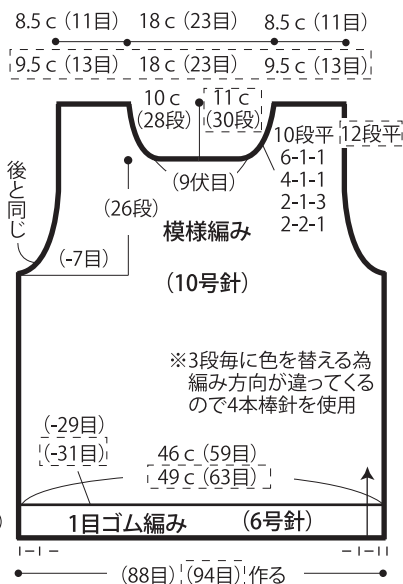 8.5 c (11目) 18 c (23目) 8.5 c (11目)
9.5 c (13目) 18 c (23目) 9.5 c (13目)
10 c 11 c
(28段) (30段)
10段平 12段平
6-1-1
4-1-1
2-1-3
2-2-1
後と同じ
(9伏目)
(26段)
模様編み
(-7目)
(10号針)
※3段毎に色を替える為
編み方向が違ってくる
ので4本棒針を使用
(-29目)
(-31目)
46 c (59目)
49 c (63目)
1目ゴム編み (6号針)
)
(88目) (94目) 作る